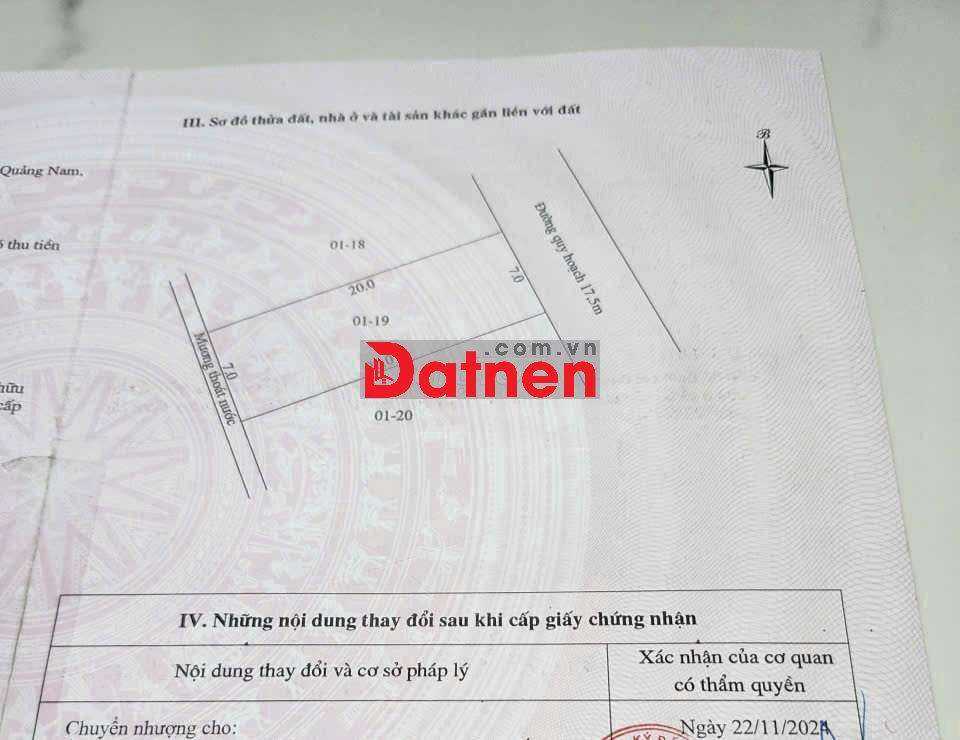 III. Sơ đồ thửa đất, nhà ở và tài sản khác gắn liền với đất
B
Quảng Nam,
thu tiền
01-18
Đường quy hoạch 17,5m
20.0
7.0
01-19
Mương thoát nước
7.0
.com.vn
Datnen
hữu
cấp
01-20
IV. Những nội dung thay đổi sau khi cấp giấy chứng nhận
Nội dung thay đổi và cơ sở pháp lý
Xác nhận của cơ quan
có thẩm quyền
Chuyển nhượng cho:
Ngày 22/11/2024